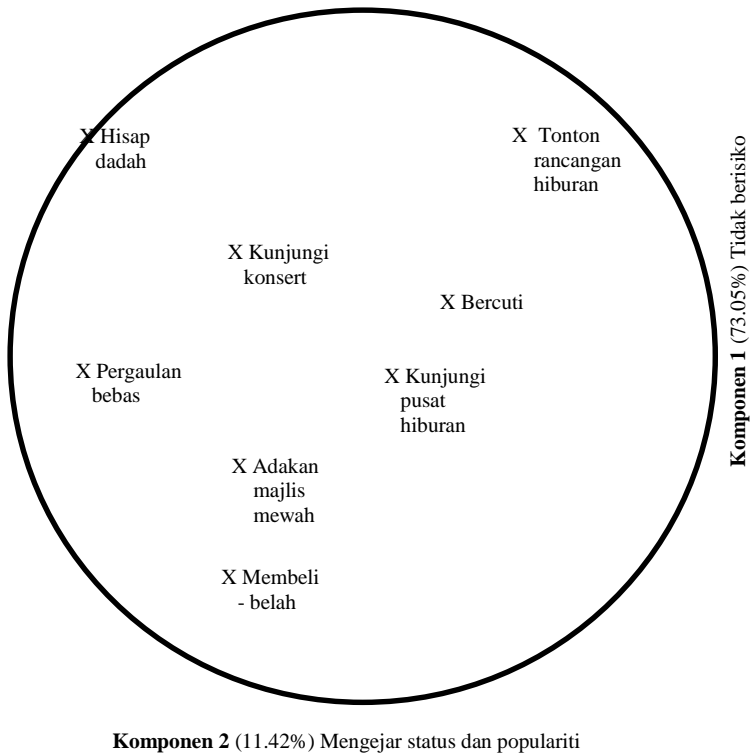 X Hisap
dadah
X Tonton
rancangan
hiburan
X Kunjungi
konsert
X Bercuti
X Pergaulan
bebas
X Kunjungi
pusat
hiburan
X Adakan
majlis
mewah
X Membeli
- belah
Komponen 1 (73.05%) Tidak berisiko
Komponen 2 (11.42%) Mengejar status dan populariti